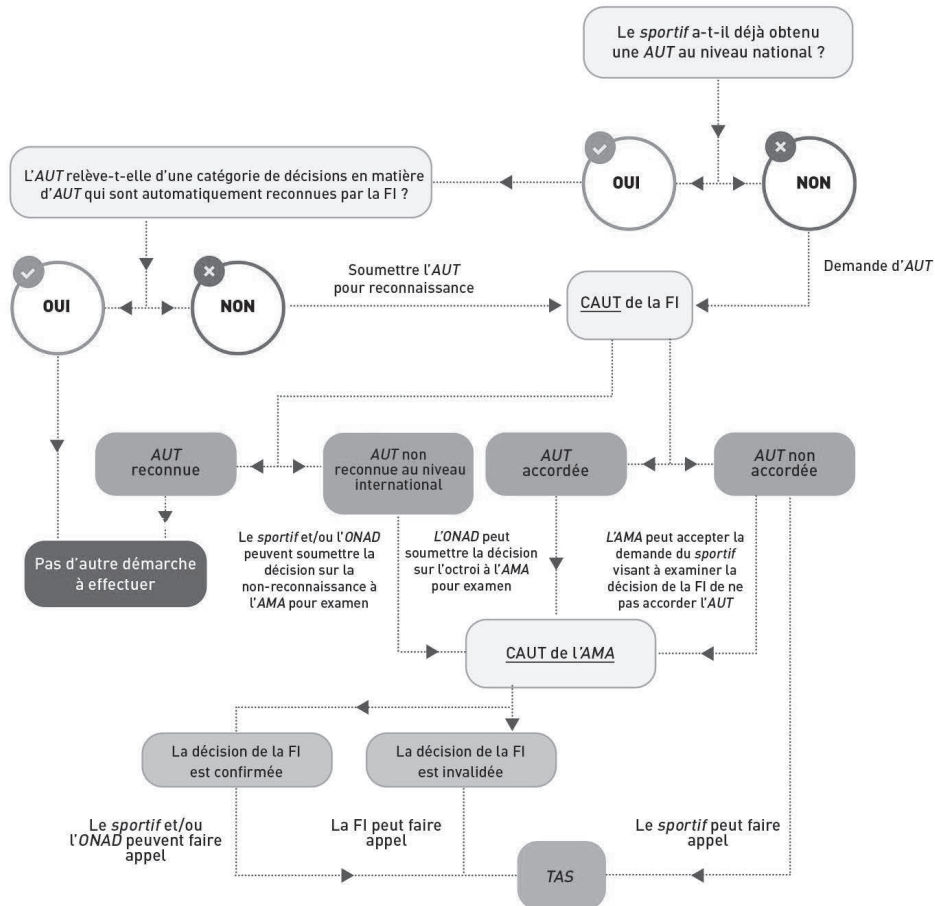 Le sportif a-t-il déjà obtenu
une AUT au niveau national ?
OUI
NON
L'AUT relève-t-elle d'une catégorie de décisions en matière
d'AUT qui sont automatiquement reconnues par la FI ?
OUI
NON
Soumettre l'AUT
pour reconnaissance
Demande d'AUT
CAUT de la FI
AUT
reconnue
AUT non
reconnue au niveau
international
AUT
accordée
AUT non
accordée
Pas d'autre démarche
à effectuer
Le sportif et/ou l'ONAD
peuvent soumettre la
décision sur la
non-reconnaissance à
l'AMA pour examen
L'ONAD peut
soumettre la décision
sur l'octroi à l'AMA
pour examen
L'AMA peut accepter la
demande du sportif
visant à examiner la
décision de la FI de ne
pas accorder l'AUT
CAUT de l'AMA
La décision de la FI
est confirmée
La décision de la FI
est invalidée
Le sportif et/ou
l'ONAD peuvent faire
appel
La FI peut faire
appel
Le sportif peut faire
appel
TAS